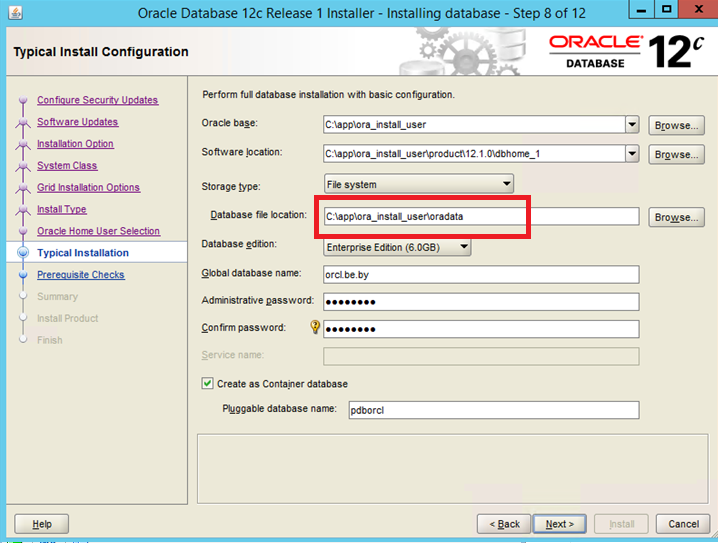 Oracle Database 12c Release 1 Installer - Installing database - Step 8 of 12
Typical Install Configuration
ORACLE
DATABASE
12c
Configure Security Updates
Software Updates
Installation Option
System Class
Grid Installation Options
Install Type
Oracle Home User Selection
Typical Installation
Prerequisite Checks
Summary
Install Product
Finish
Perform full database installation with basic configuration.
Oracle base: C:\app\ora_install_user Browse...
Software location: C:\app\ora_install_user\product\12.1.0\dbhome_1 Browse...
Storage type: File system
Database file location: C:\app\ora_install_user\oradata Browse...
Database edition: Enterprise Edition (6.0GB)
Global database name: orcl.be.by
Administrative password: ●●●●●●●●
Confirm password: ●●●●●●●●
Service name:
Create as Container database
Pluggable database name: pdborcl
Help < Back Next > Install Cancel